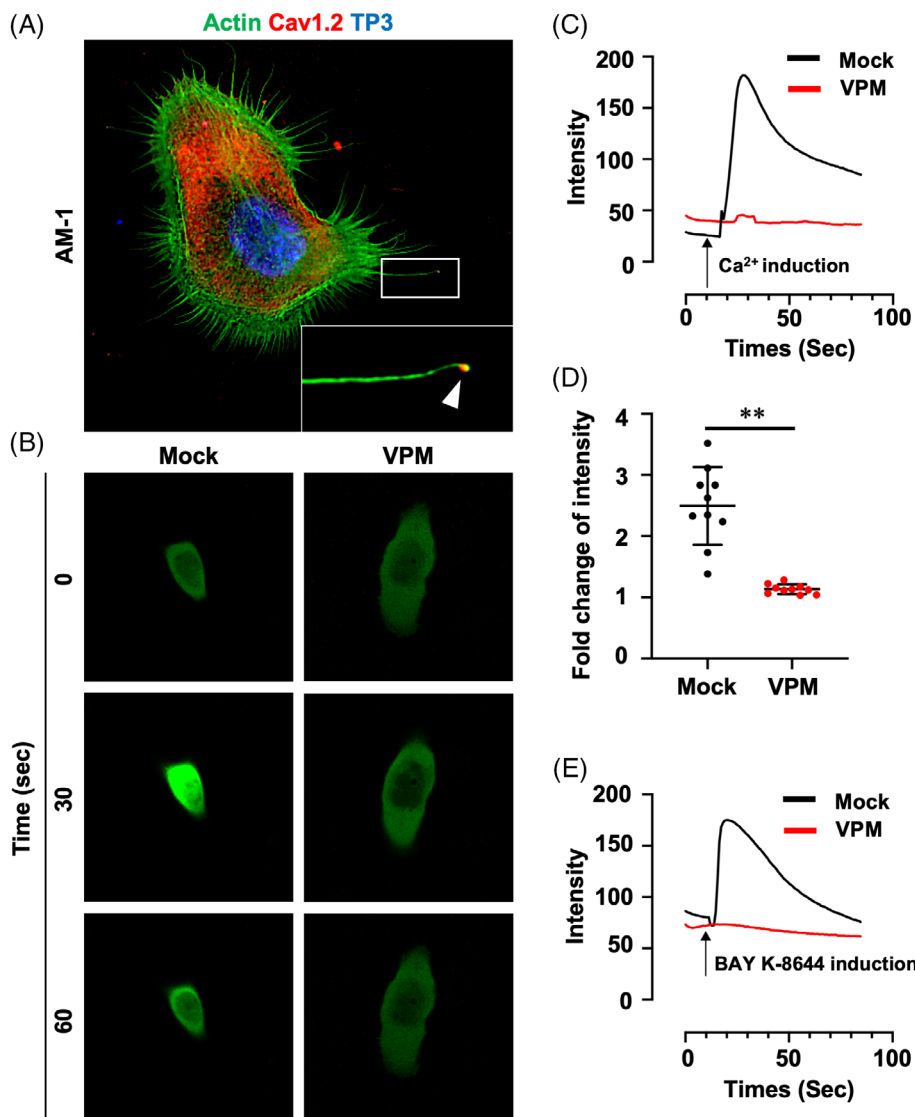 (A)
Actin Cav1.2 TP3
AM-1
(B)
Mock VPM
Time (sec)
0
30
60
(C)
Mock
VPM
Intensity
200
150
100
50
0
Ca²⁺ induction
0 50 100
Times (Sec)
(D)
Fold change of intensity
4
3
2
1
0
**
Mock VPM
(E)
Mock
VPM
Intensity
200
150
100
50
0
BAY K-8644 induction
0 50 100
Times (Sec)